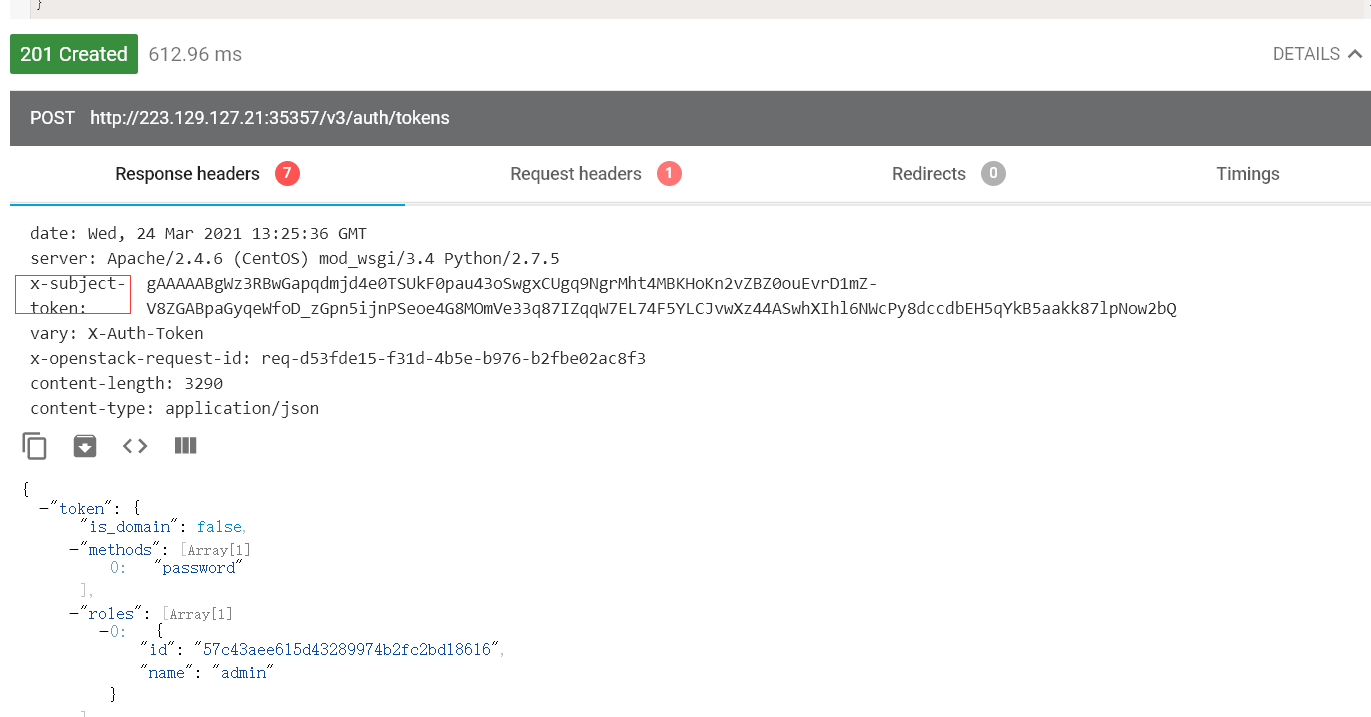 }
201 Created 612.96 ms DETAILS
POST http://223.129.127.21:35357/v3/auth/tokens
Response headers 7 Request headers 1 Redirects 0 Timings
date: Wed, 24 Mar 2021 13:25:36 GMT
server: Apache/2.4.6 (CentOS) mod_wsgi/3.4 Python/2.7.5
x-subject- gAAAAABgWz3RBwGapqdmjd4e0TSUkF0pau43oSwgxCUgq9NgrMht4MBKHoKn2vZBZ0ouEvrD1mZ-
token: V8ZGABpaGyqeWfoD_zGpn5ijnPSeoe4G8MOmVe33q87IZqqW7EL74F5YLCJvwXz44ASwhXIhl6NWcPy8dccdbEH5qYkB5aakk87lpNow2bQ
vary: X-Auth-Token
x-openstack-request-id: req-d53fde15-f31d-4b5e-b976-b2fbe02ac8f3
content-length: 3290
content-type: application/json
{
−"token": {
"is_domain": false,
−"methods": [Array[1]
0: "password"
],
−"roles": [Array[1]
−0: {
"id": "57c43aee615d43289974b2fc2bd18616",
"name": "admin"
}
]